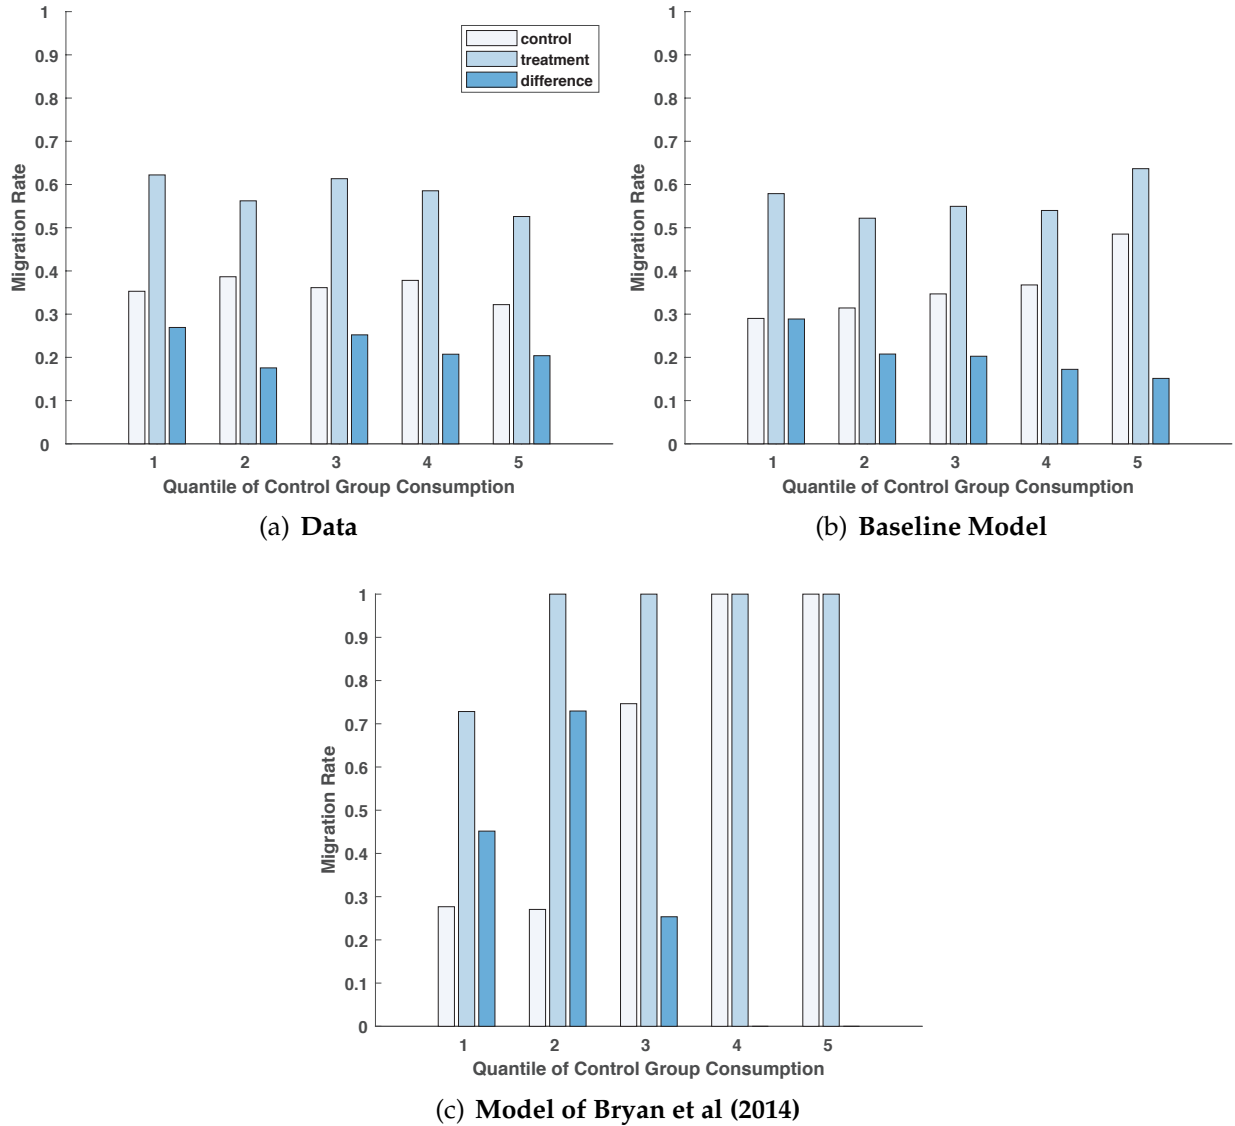 1
0.9
0.8
0.7
0.6
0.5
0.4
0.3
0.2
0.1
0
Migration Rate
control
treatment
difference
1 2 3 4 5
Quantile of Control Group Consumption
(a) Data
1
0.9
0.8
0.7
0.6
0.5
0.4
0.3
0.2
0.1
0
Migration Rate
1 2 3 4 5
Quantile of Control Group Consumption
(b) Baseline Model
1
0.9
0.8
0.7
0.6
0.5
0.4
0.3
0.2
0.1
0
Migration Rate
1 2 3 4 5
Quantile of Control Group Consumption
(c) Model of Bryan et al (2014)